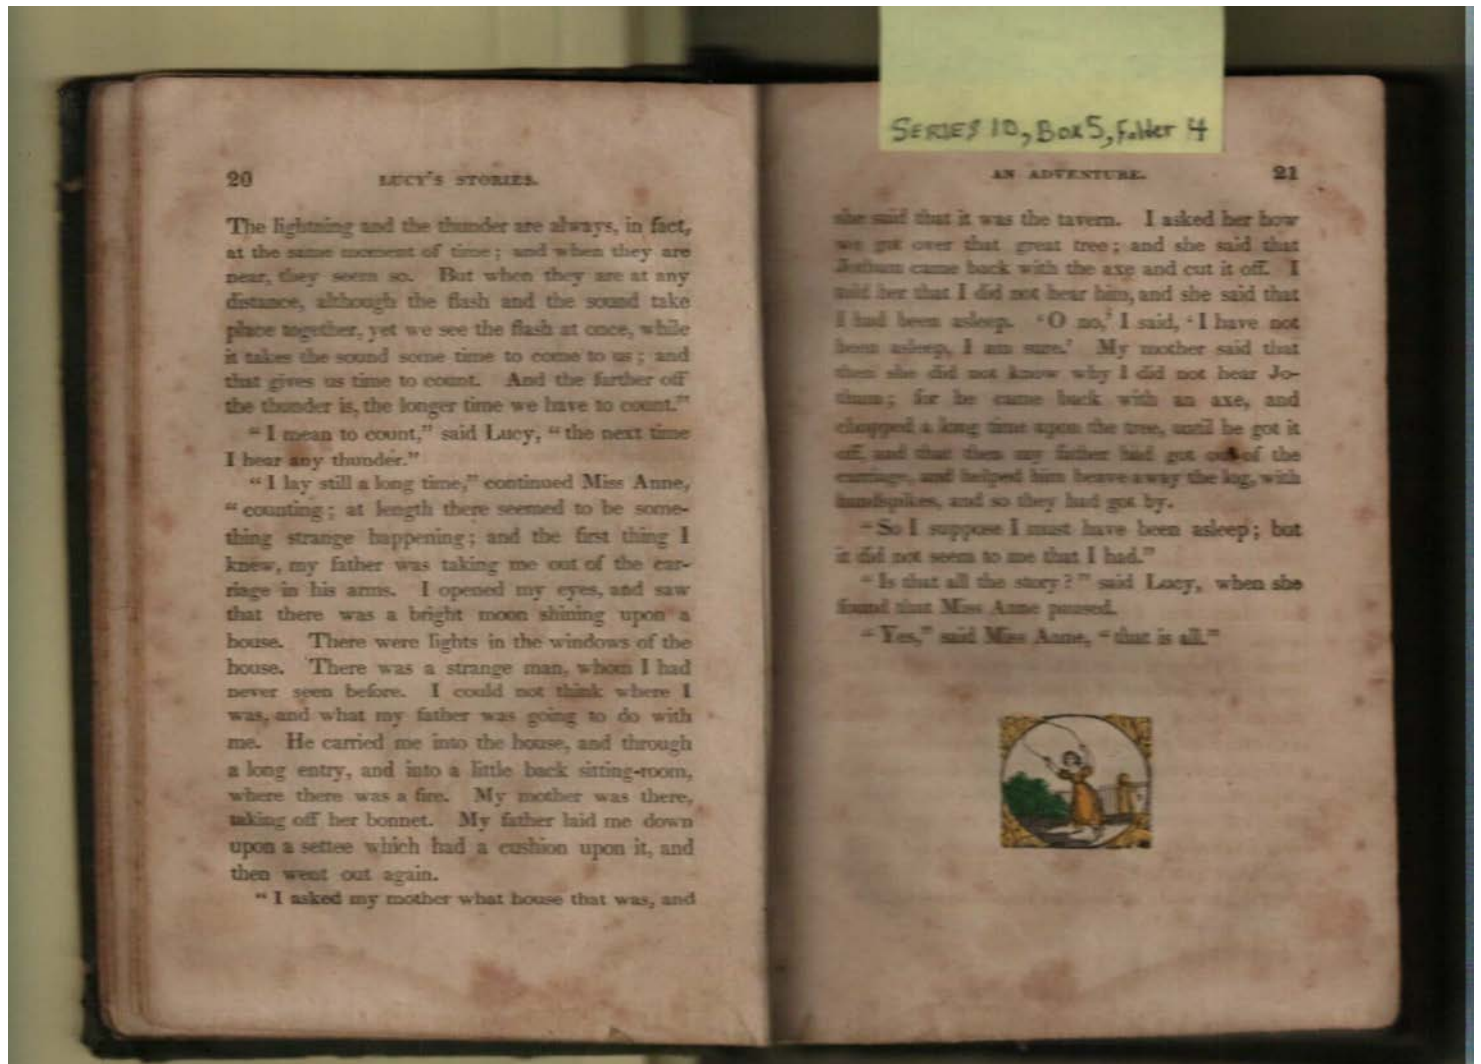 SERIES 10, Box 5, Folder 4
20 LUCY'S STORIES.
The lightning and the thunder are always, in fact,
at the same moment of time; and when they are
near, they seem so. But when they are at any
distance, although the flash and the sound take
place together, yet we see the flash at once, while
it takes the sound some time to come to us; and
that gives us time to count. And the farther off
the thunder is, the longer time we have to count."
"I mean to count," said Lucy, "the next time
I hear any thunder."
"I lay still a long time," continued Miss Anne,
"counting; at length there seemed to be some-
thing strange happening; and the first thing I
knew, my father was taking me out of the car-
riage in his arms. I opened my eyes, and saw
that there was a bright moon shining upon a
house. There were lights in the windows of the
house. There was a strange man, whom I had
never seen before. I could not think where I
was, and what my father was going to do with
me. He carried me into the house, and through
a long entry, and into a little back sitting-room,
where there was a fire. My mother was there,
taking off her bonnet. My father laid me down
upon a settee which had a cushion upon it, and
then went out again.
"I asked my mother what house that was, and
AN ADVENTURE. 21
she said that it was the tavern. I asked her how
we got over that great tree; and she said that
Jotham came back with the axe and cut it off. I
told her that I did not hear him, and she said that
I had been asleep. 'O no,' I said, 'I have not
been asleep, I am sure.' My mother said that
then she did not know why I did not hear Jo-
tham; for he came back with an axe, and
chopped a long time upon the tree, until he got it
off, and that then my father had got out of the
carriage, and helped him heave away the log, with
handspikes, and so they had got by.
"So I suppose I must have been asleep; but
it did not seem to me that I had."
"Is that all the story?" said Lucy, when she
found that Miss Anne paused.
"Yes," said Miss Anne, "that is all."